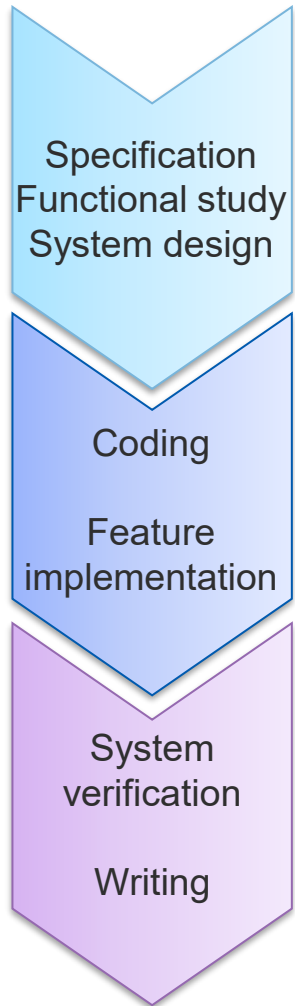 Specification
Functional study
System design
Coding
Feature
implementation
System
verification
Writing